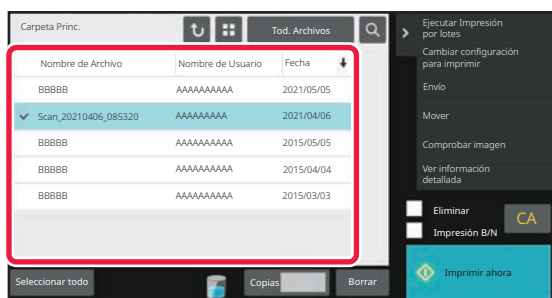 Carpeta Princ.
Tod. Archivos
Nombre de Archivo Nombre de Usuario Fecha
BBBBB AAAAAAAAAA 2021/05/05
Scan_20210406_085320 AAAAAAAAA 2021/04/06
BBBBB AAAAAAAAAA 2015/05/05
BBBBB AAAAAAAAAA 2015/04/04
BBBBB AAAAAAAAAA 2015/03/03
Seleccionar todo
Copias
Borrar
Ejecutar Impresión
por lotes
Cambiar configuración
para imprimir
Envío
Mover
Comprobar imagen
Ver información
detallada
Eliminar
Impresión B/N
CA
Imprimir ahora